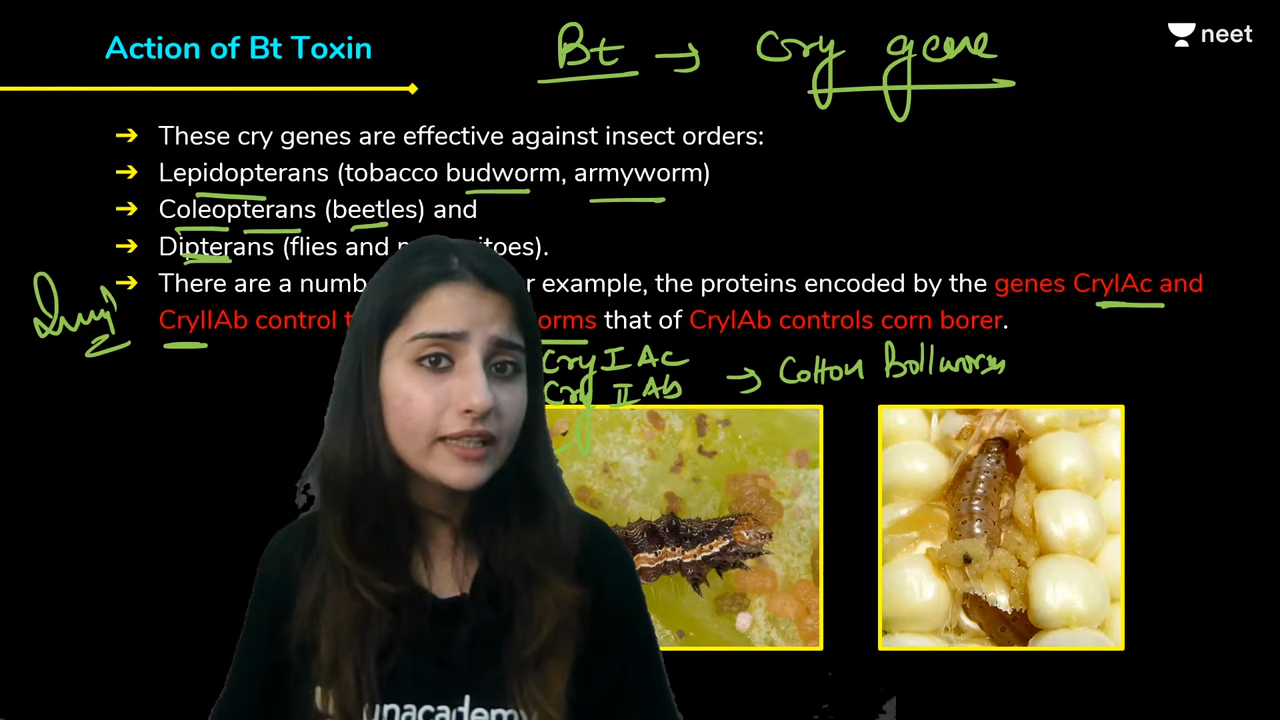 Action of Bt Toxin
Bt → Cry gene
neet
➔ These cry genes are effective against insect orders:
➔ Lepidopterans (tobacco budworm, armyworm)
➔ Coleopterans (beetles) and
➔ Dipterans (flies and itoes).
➔ There are a numb r example, the proteins encoded by the genes CryIAc and
CryIIAb control t orms that of CryIAb controls corn borer.
Cry I Ac
Cry II Ab → Cotton Bollworm
unacademy